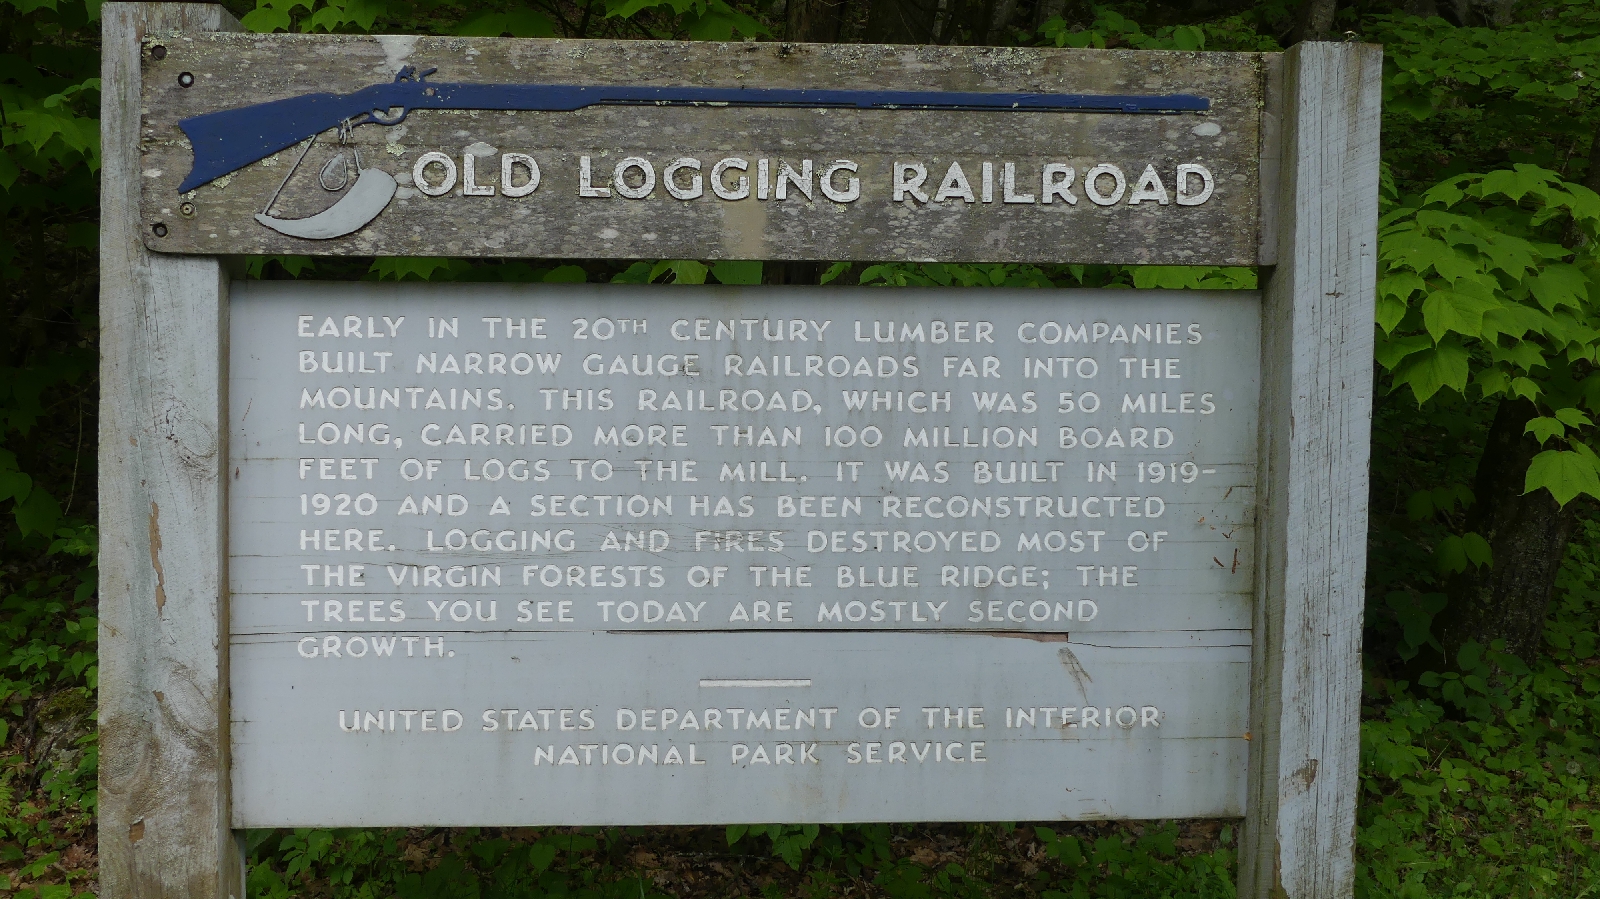 OLD LOGGING RAILROAD
EARLY IN THE 20TH CENTURY LUMBER COMPANIES
BUILT NARROW GAUGE RAILROADS FAR INTO THE
MOUNTAINS. THIS RAILROAD, WHICH WAS 50 MILES
LONG, CARRIED MORE THAN 100 MILLION BOARD
FEET OF LOGS TO THE MILL. IT WAS BUILT IN 1919-
1920 AND A SECTION HAS BEEN RECONSTRUCTED
HERE. LOGGING AND FIRES DESTROYED MOST OF
THE VIRGIN FORESTS OF THE BLUE RIDGE; THE
TREES YOU SEE TODAY ARE MOSTLY SECOND
GROWTH.
UNITED STATES DEPARTMENT OF THE INTERIOR
NATIONAL PARK SERVICE